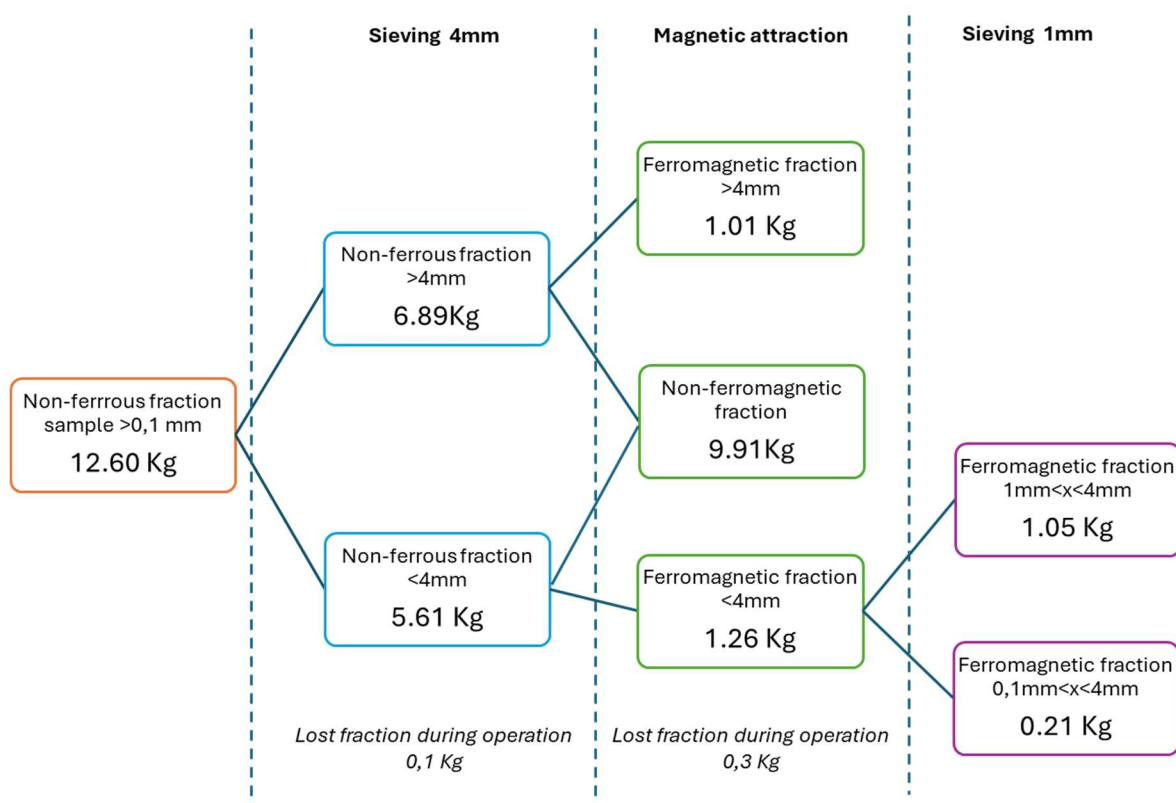 Sieving 4mm
Magnetic attraction
Sieving 1mm
Non-ferrrous fraction
sample >0,1 mm
12.60 Kg
Non-ferrous fraction
>4mm
6.89Kg
Non-ferrous fraction
<4mm
5.61 Kg
Lost fraction during operation
0,1 Kg
Ferromagnetic fraction
>4mm
1.01 Kg
Non-ferromagnetic
fraction
9.91Kg
Ferromagnetic fraction
<4mm
1.26 Kg
Lost fraction during operation
0,3 Kg
Ferromagnetic fraction
1mm<x<4mm
1.05 Kg
Ferromagnetic fraction
0,1mm<x<4mm
0.21 Kg